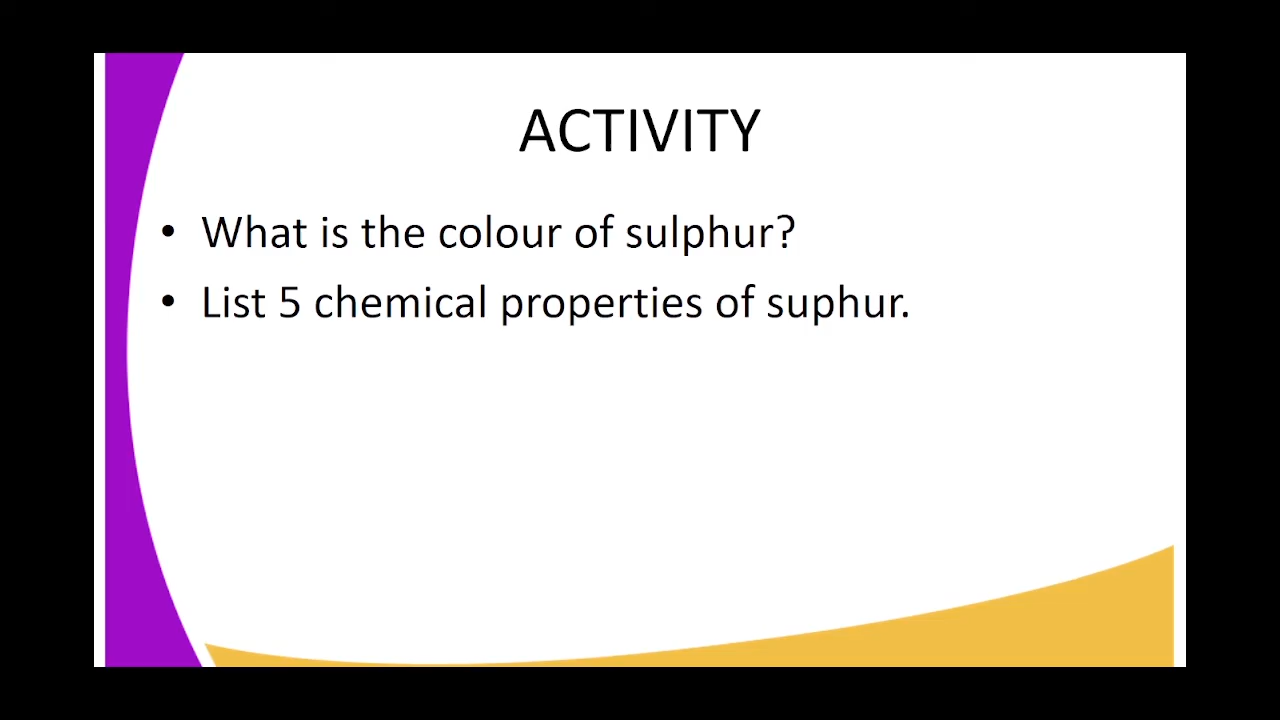 ACTIVITY
• What is the colour of sulphur?
• List 5 chemical properties of suphur.